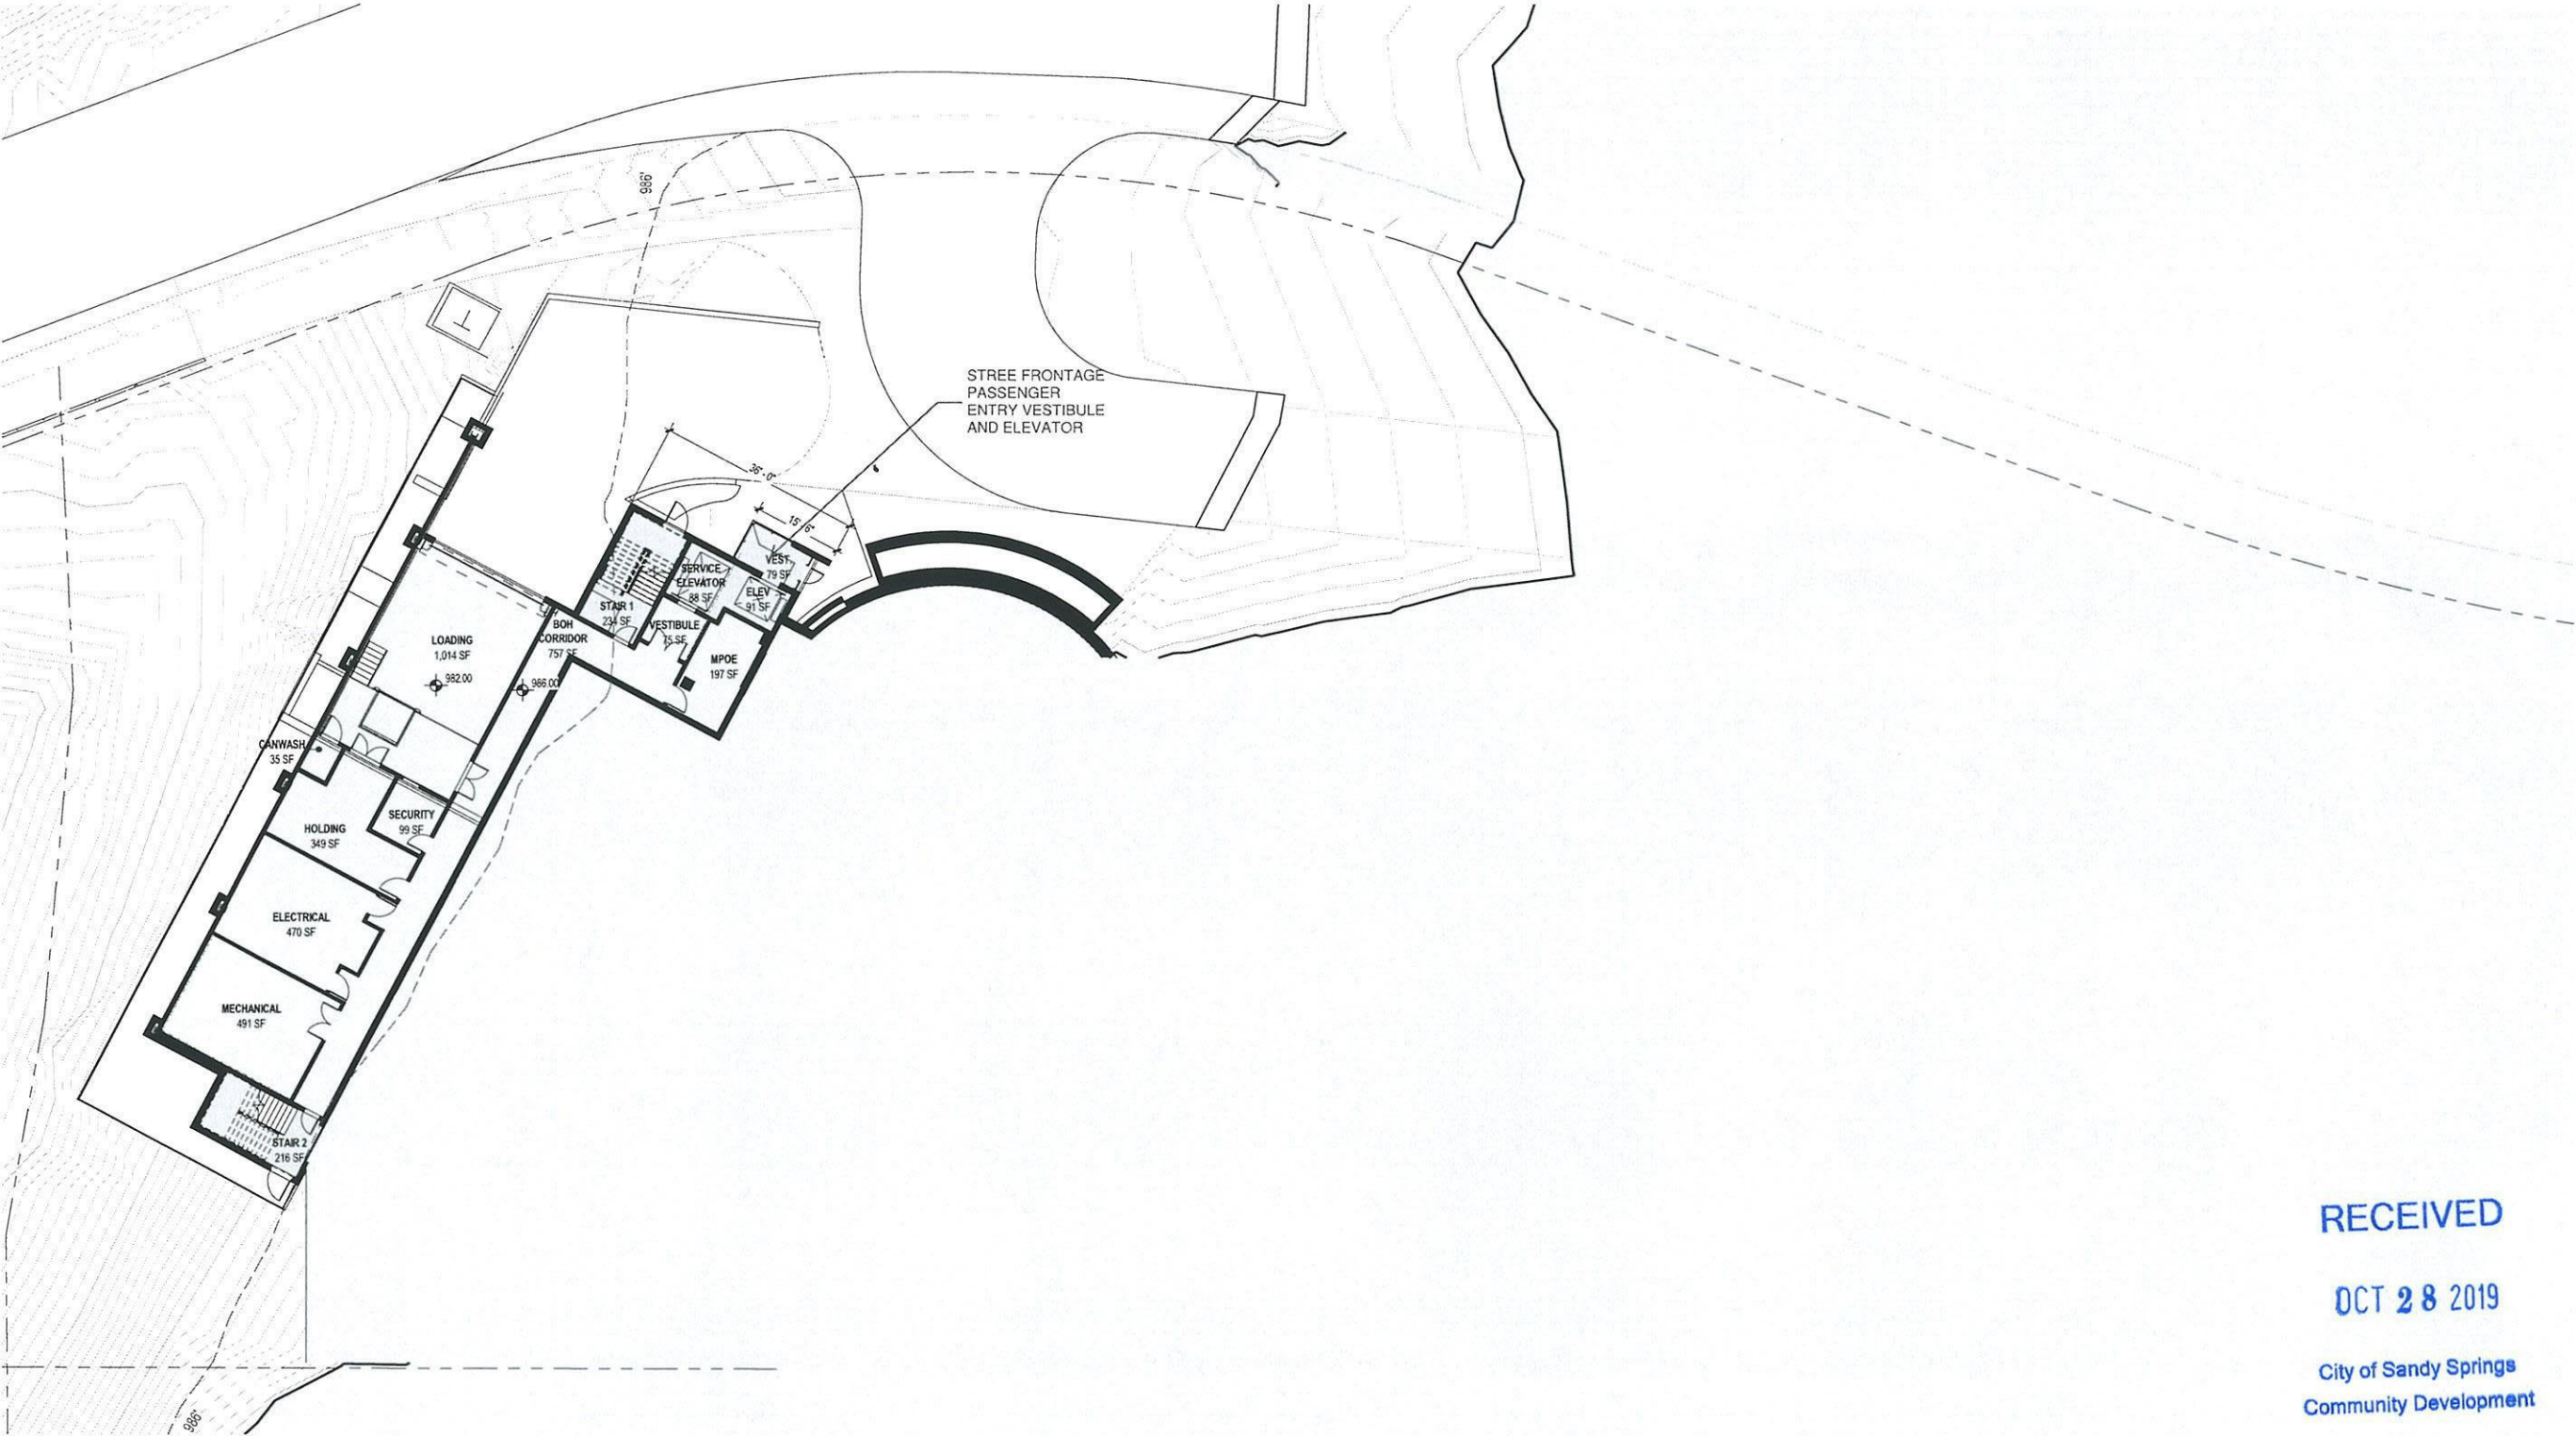 986'
STREE FRONTAGE
PASSENGER
ENTRY VESTIBULE
AND ELEVATOR
36'-0"
15'-6"
VEST
79 SF
SERVICE
ELEVATOR
88 SF
ELEV
91 SF
STAIR 1
234 SF
BOH
CORRIDOR
757 SF
VESTIBULE
75 SF
MPOE
197 SF
LOADING
1,014 SF
982.00
986.00
CANWASH
35 SF
SECURITY
99 SF
HOLDING
349 SF
ELECTRICAL
470 SF
MECHANICAL
491 SF
STAIR 2
216 SF
986'
RECEIVED
OCT 28 2019
City of Sandy Springs
Community Development